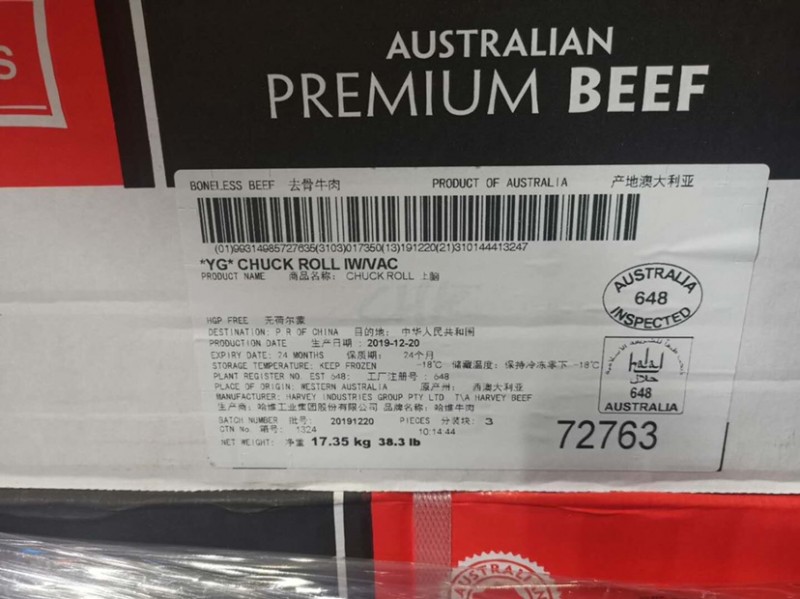 S
AUSTRALIAN
PREMIUM BEEF
BONELESS BEEF 去骨牛肉 PRODUCT OF AUSTRALIA 产地澳大利亚
(01)99314985727635(3103)017350(13)191220(21)310144413247
*YG* CHUCK ROLL IW/VAC
PRODUCT NAME 商品名称: CHUCK ROLL 上脑
HGP FREE 无荷尔蒙
DESTINATION: P R OF CHINA 目的地: 中华人民共和国
PRODUCTION DATE 生产日期: 2019-12-20
EXPIRY DATE: 24 MONTHS 保质期: 24个月
STORAGE TEMPERATURE: KEEP FROZEN -18°C 储藏温度: 保持冷冻零下 -18°C
PLANT REGISTER NO. EST 648: 工厂注册号: 648
PLACE OF ORIGIN: WESTERN AUSTRALIA 原产州: 西澳大利亚
MANUFACTURER: HARVEY INDUSTRIES GROUP PTY LTD T\A HARVEY BEEF
生产商: 哈维工业集团股份有限公司 品牌名称: 哈维牛肉
BATCH NUMBER 批号: 20191220 PIECES 分装块: 3
CTN No. 箱号: 1324 10:14:44
NET WEIGHT: 净重 17.35 kg 38.3 lb
AUSTRALIA
648
INSPECTED
halal
حلال
648
AUSTRALIA
72763
AUSTRALIAN